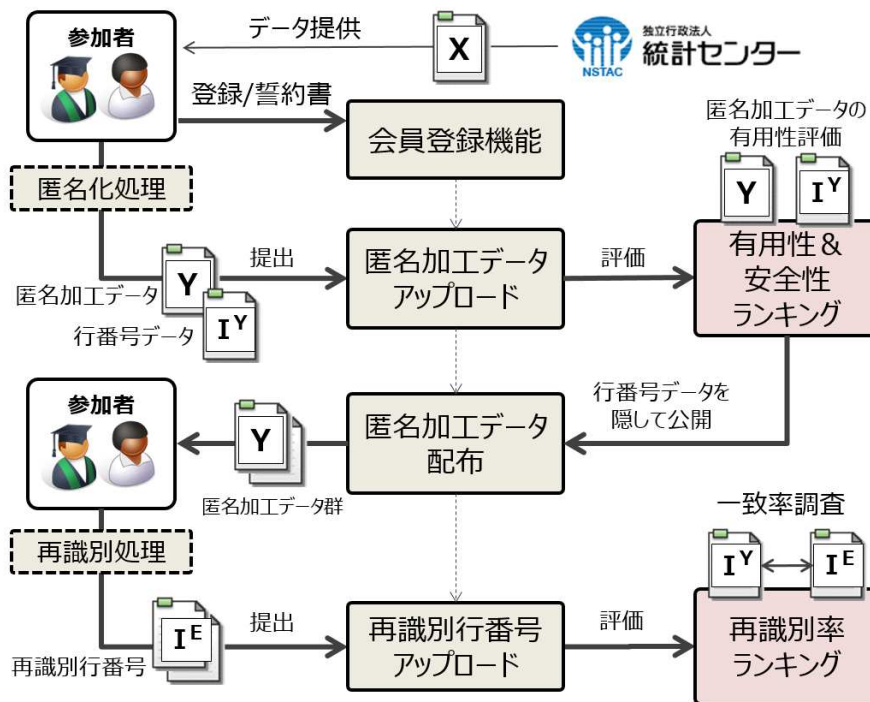 参加者
データ提供
X
NSTAC
独立行政法人
統計センター
登録/誓約書
会員登録機能
匿名加工データの
有用性評価
匿名化処理
Y
I Y
提出
匿名加工データ
アップロード
評価
有用性&
安全性
ランキング
匿名加工データ
Y
行番号データ
I Y
参加者
Y
匿名加工データ群
匿名加工データ
配布
行番号データを
隠して公開
一致率調査
再識別処理
I Y
I E
I E
提出
再識別行番号
再識別行番号
アップロード
評価
再識別率
ランキング